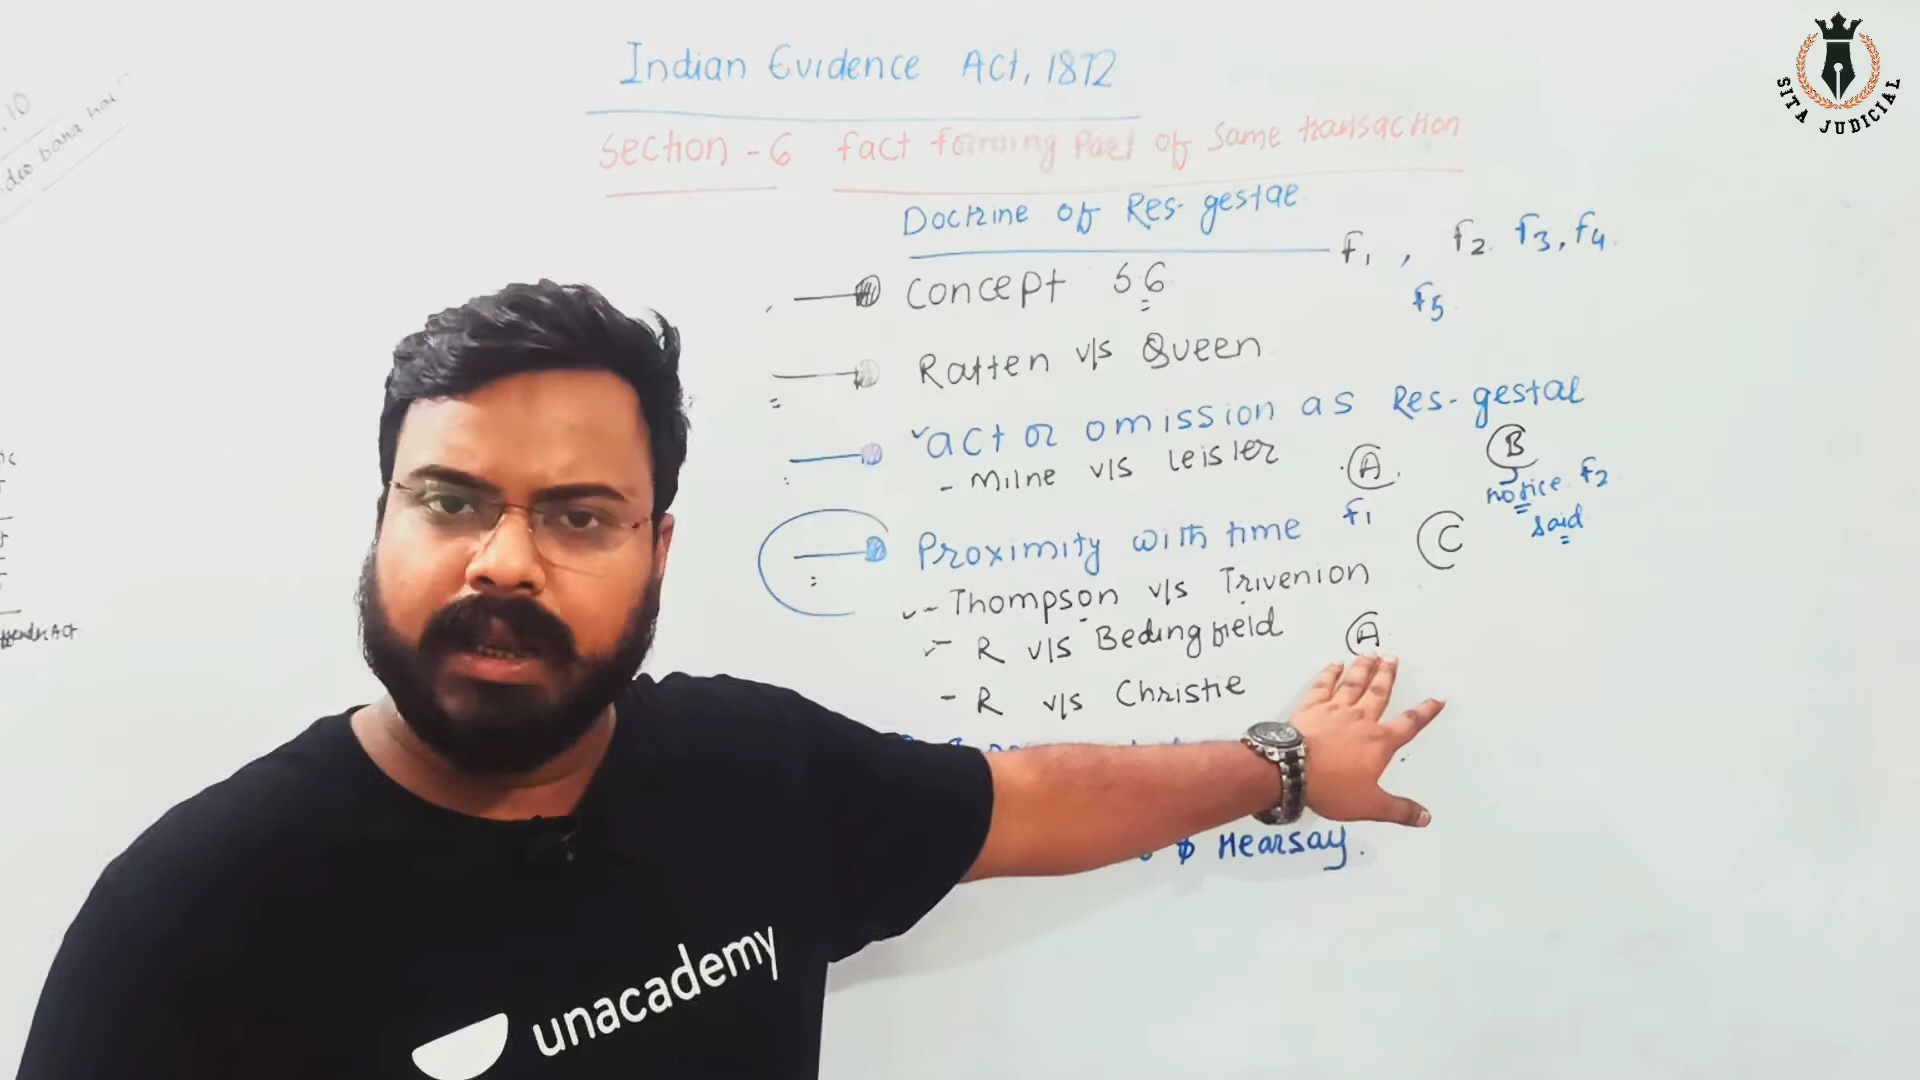 Indian Evidence Act, 1872
Section - 6 fact forming Part of Same transaction
Doctrine of Res- gestae
f1 , f2 f3, f4.
f5
Concept S6
Ratten v/s Queen
act or omission as Res- gestae
- Milne v/s Leisler
A
f1
B
notice f2
said
C
Proximity with time
- Thompson v/s Trivenion
- R v/s Bedingfield
A
- R v/s Christie
Hearsay.
10
unacademy
SITA JUDICIAL